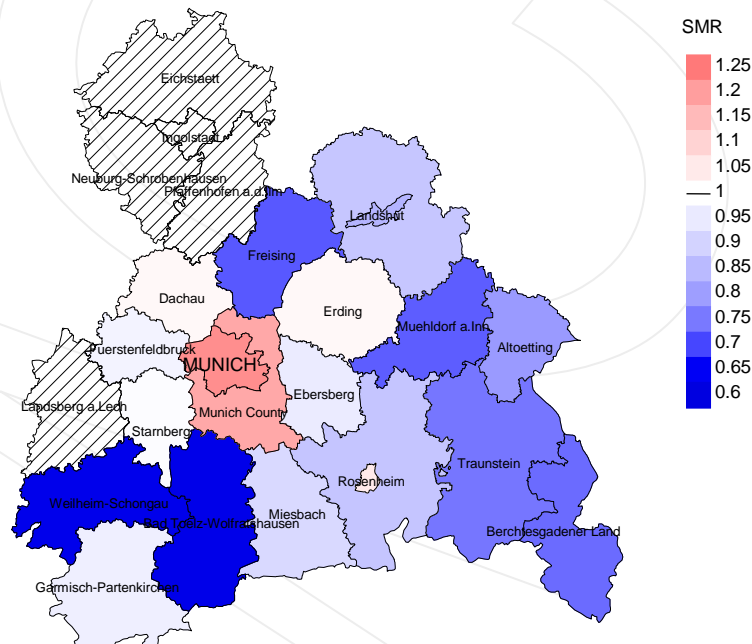 SMR
1.25
1.2
1.15
1.1
1.05
1
0.95
0.9
0.85
0.8
0.75
0.7
0.65
0.6
Eichstaett
Ingolstadt
Neuburg-Schrobenhausen
Pfaffenhofen a.d.Ilm
Landshut
Freising
Dachau
Erding
Muehldorf a.Inn
Altoetting
Fuerstenfeldbruck
MUNICH
Ebersberg
Landsberg a.Lech
Munich County
Starnberg
Traunstein
Rosenheim
Weilheim-Schongau
Miesbach
Bad Toelz-Wolfratshausen
Berchtesgadener Land
Garmisch-Partenkirchen